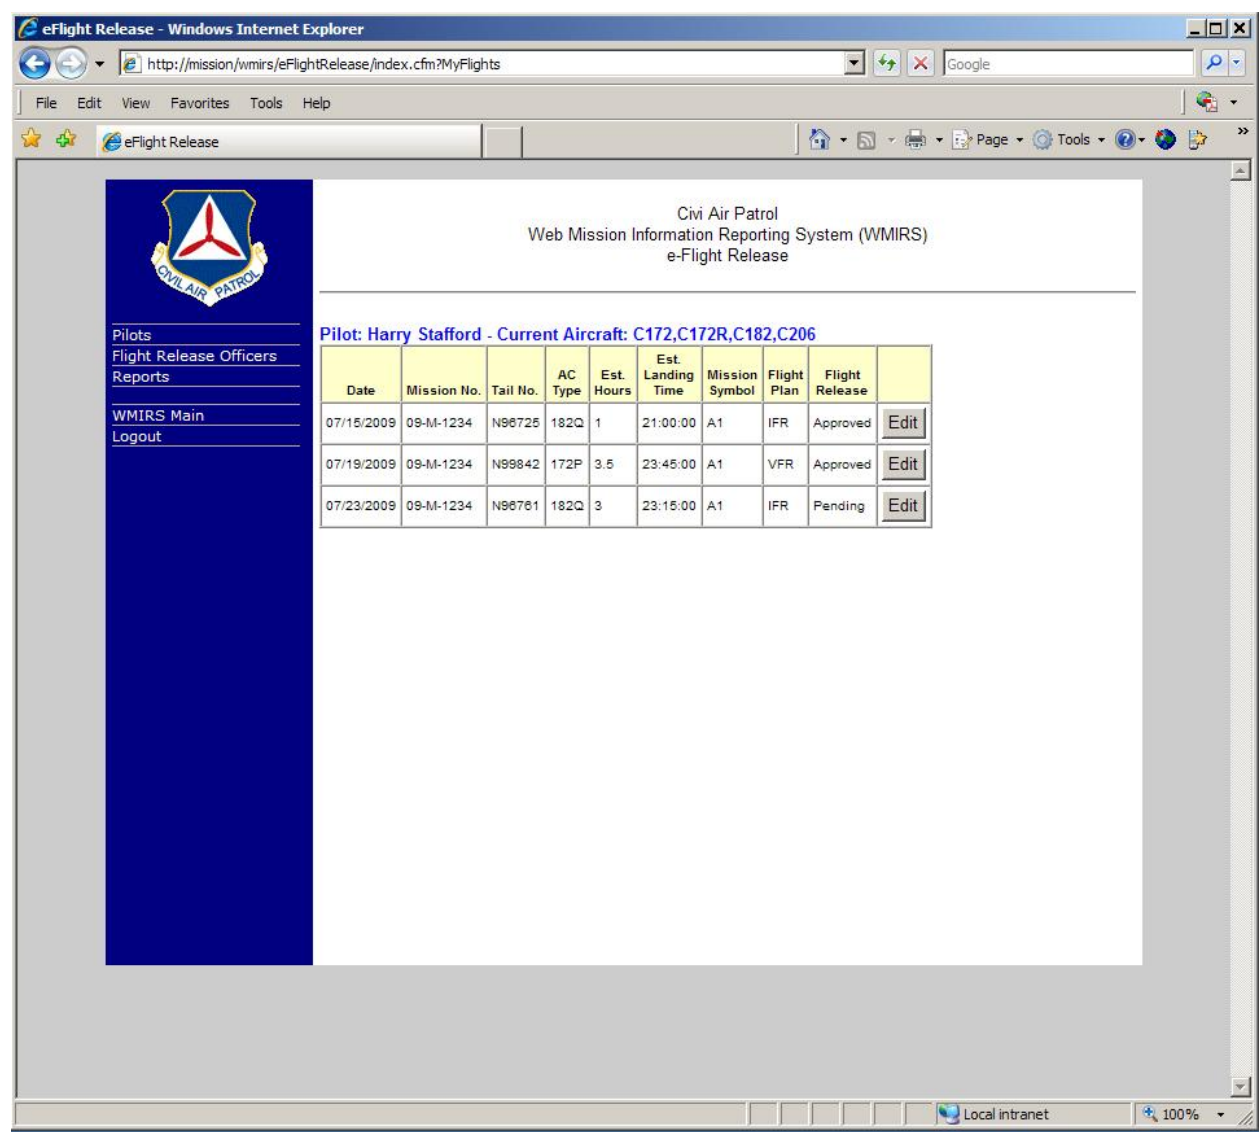 eFlight Release - Windows Internet Explorer
http://mission/wmirs/eFlightRelease/index.cfm?MyFlights
Google
File Edit View Favorites Tools Help
eFlight Release
Page Tools
CIVIL AIR PATROL
Civi Air Patrol
Web Mission Information Reporting System (WMIRS)
e-Flight Release
Pilots
Flight Release Officers
Reports
WMIRS Main
Logout
Pilot: Harry Stafford - Current Aircraft: C172,C172R,C182,C206
Date Mission No. Tail No. AC Type Est. Hours Est. Landing Time Mission Symbol Flight Plan Flight Release
07/15/2009 09-M-1234 N96725 182Q 1 21:00:00 A1 IFR Approved Edit
07/19/2009 09-M-1234 N99842 172P 3.5 23:45:00 A1 VFR Approved Edit
07/23/2009 09-M-1234 N96761 182Q 3 23:15:00 A1 IFR Pending Edit
Local intranet
100%